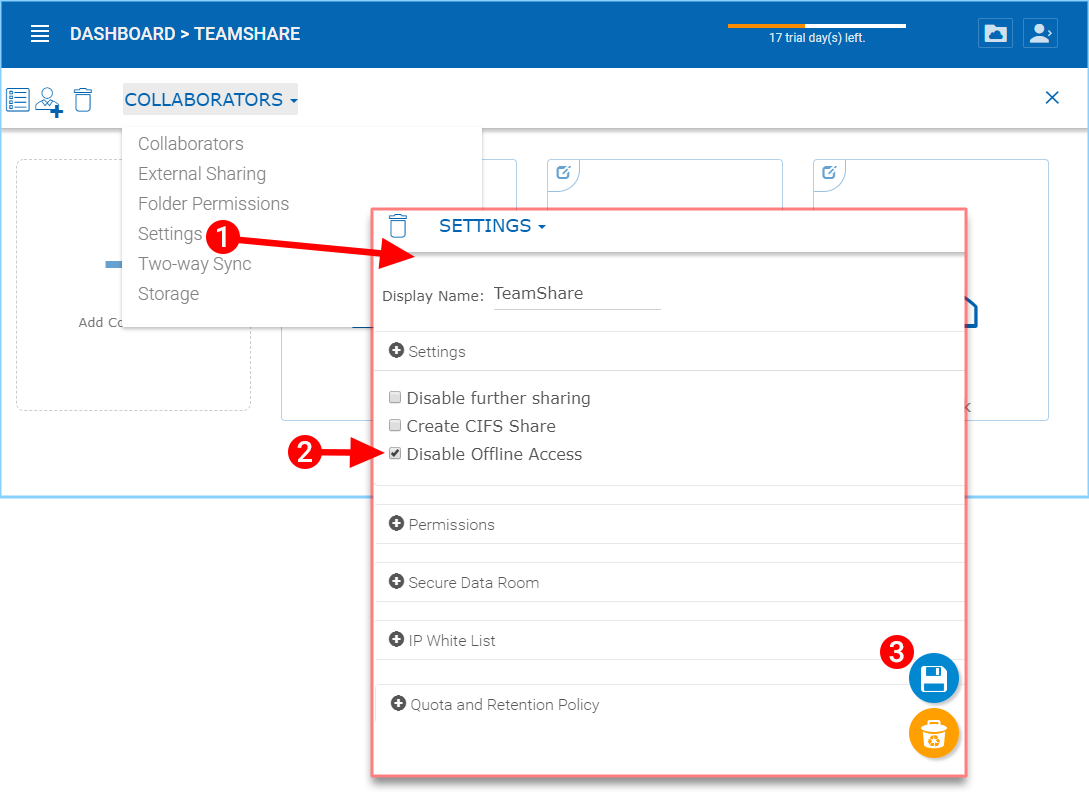 DASHBOARD > TEAMSHARE
17 trial day(s) left.
COLLABORATORS
Collaborators
External Sharing
Folder Permissions
Settings
1
Two-way Sync
Storage
Add Co
SETTINGS
Display Name: TeamShare
Settings
Disable further sharing
Create CIFS Share
2
Disable Offline Access
Permissions
Secure Data Room
IP White List
3
Quota and Retention Policy